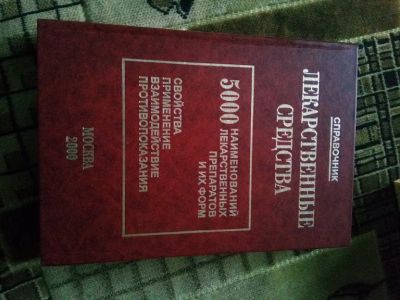 СПРАВОЧНИК
ЛЕКАРСТВЕННЫЕ
СРЕДСТВА
5000 НАИМЕНОВАНИЙ
ЛЕКАРСТВЕННЫХ
ПРЕПАРАТОВ
И ИХ ФОРМ
СВОЙСТВА
ПРИМЕНЕНИЕ
ВЗАИМОДЕЙСТВИЕ
ПРОТИВОПОКАЗАНИЯ
МОСКВА
2000